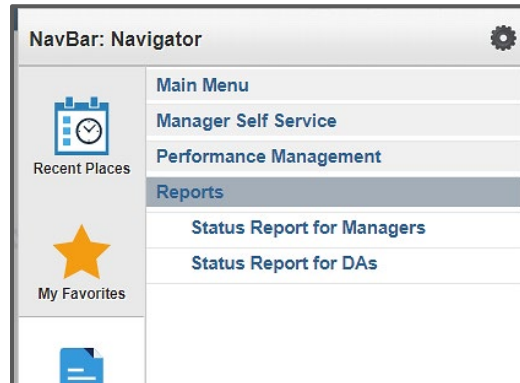 NavBar: Navigator
Main Menu
Manager Self Service
Performance Management
Reports
Status Report for Managers
Status Report for DAs
Recent Places
My Favorites